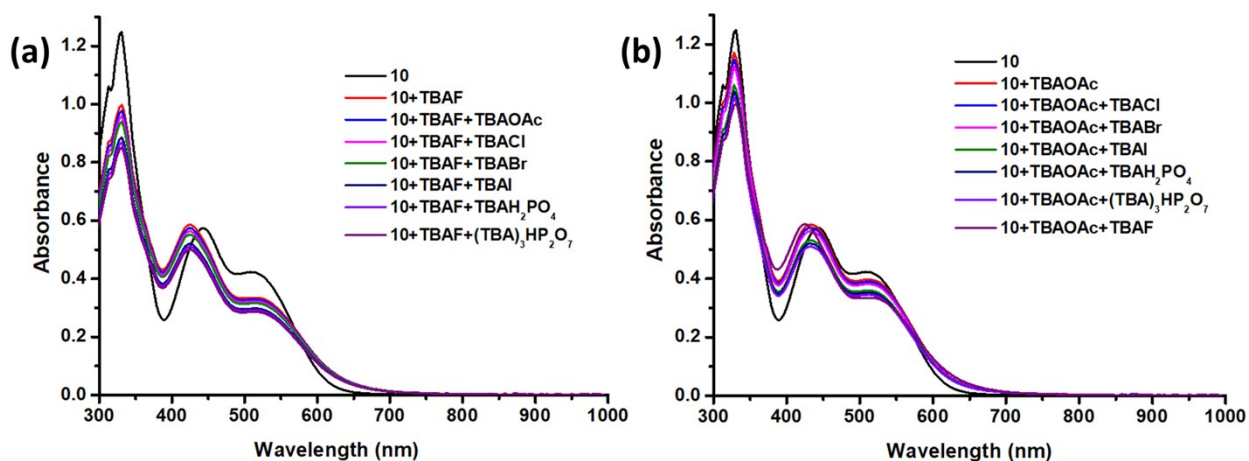 (a)
1.2
1.0
0.8
0.6
0.4
0.2
0.0
Absorbance
300 400 500 600 700 800 900 1000
Wavelength (nm)
10
10+TBAF
10+TBAF+TBAOAc
10+TBAF+TBACl
10+TBAF+TBABr
10+TBAF+TBAI
10+TBAF+TBAH₂PO₄
10+TBAF+(TBA)₃HP₂O₇
(b)
1.2
1.0
0.8
0.6
0.4
0.2
0.0
Absorbance
300 400 500 600 700 800 900 1000
Wavelength (nm)
10
10+TBAOAc
10+TBAOAc+TBACl
10+TBAOAc+TBABr
10+TBAOAc+TBAI
10+TBAOAc+TBAH₂PO₄
10+TBAOAc+(TBA)₃HP₂O₇
10+TBAOAc+TBAF